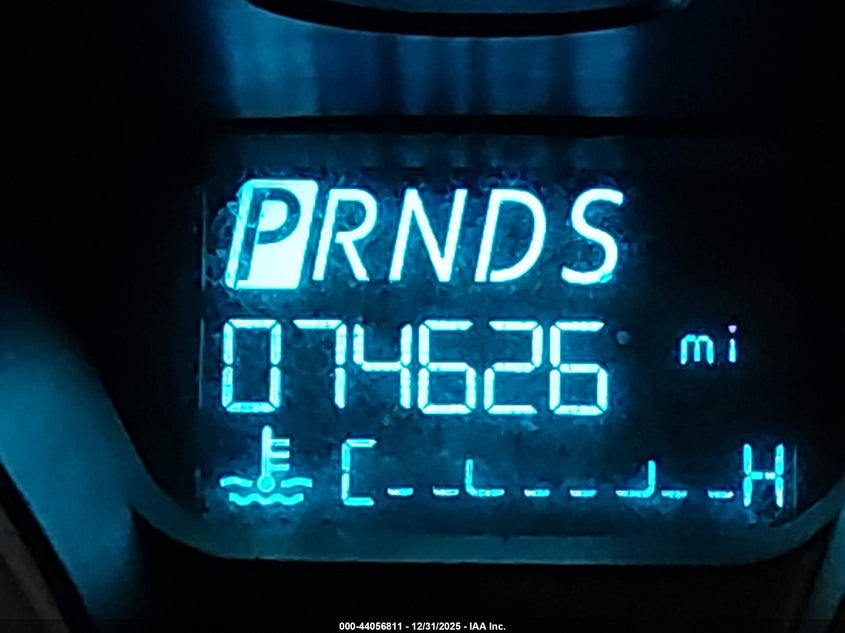 PRNDS
074626 mi
C H
000-44056811 - 12/31/2025 - IAA Inc.